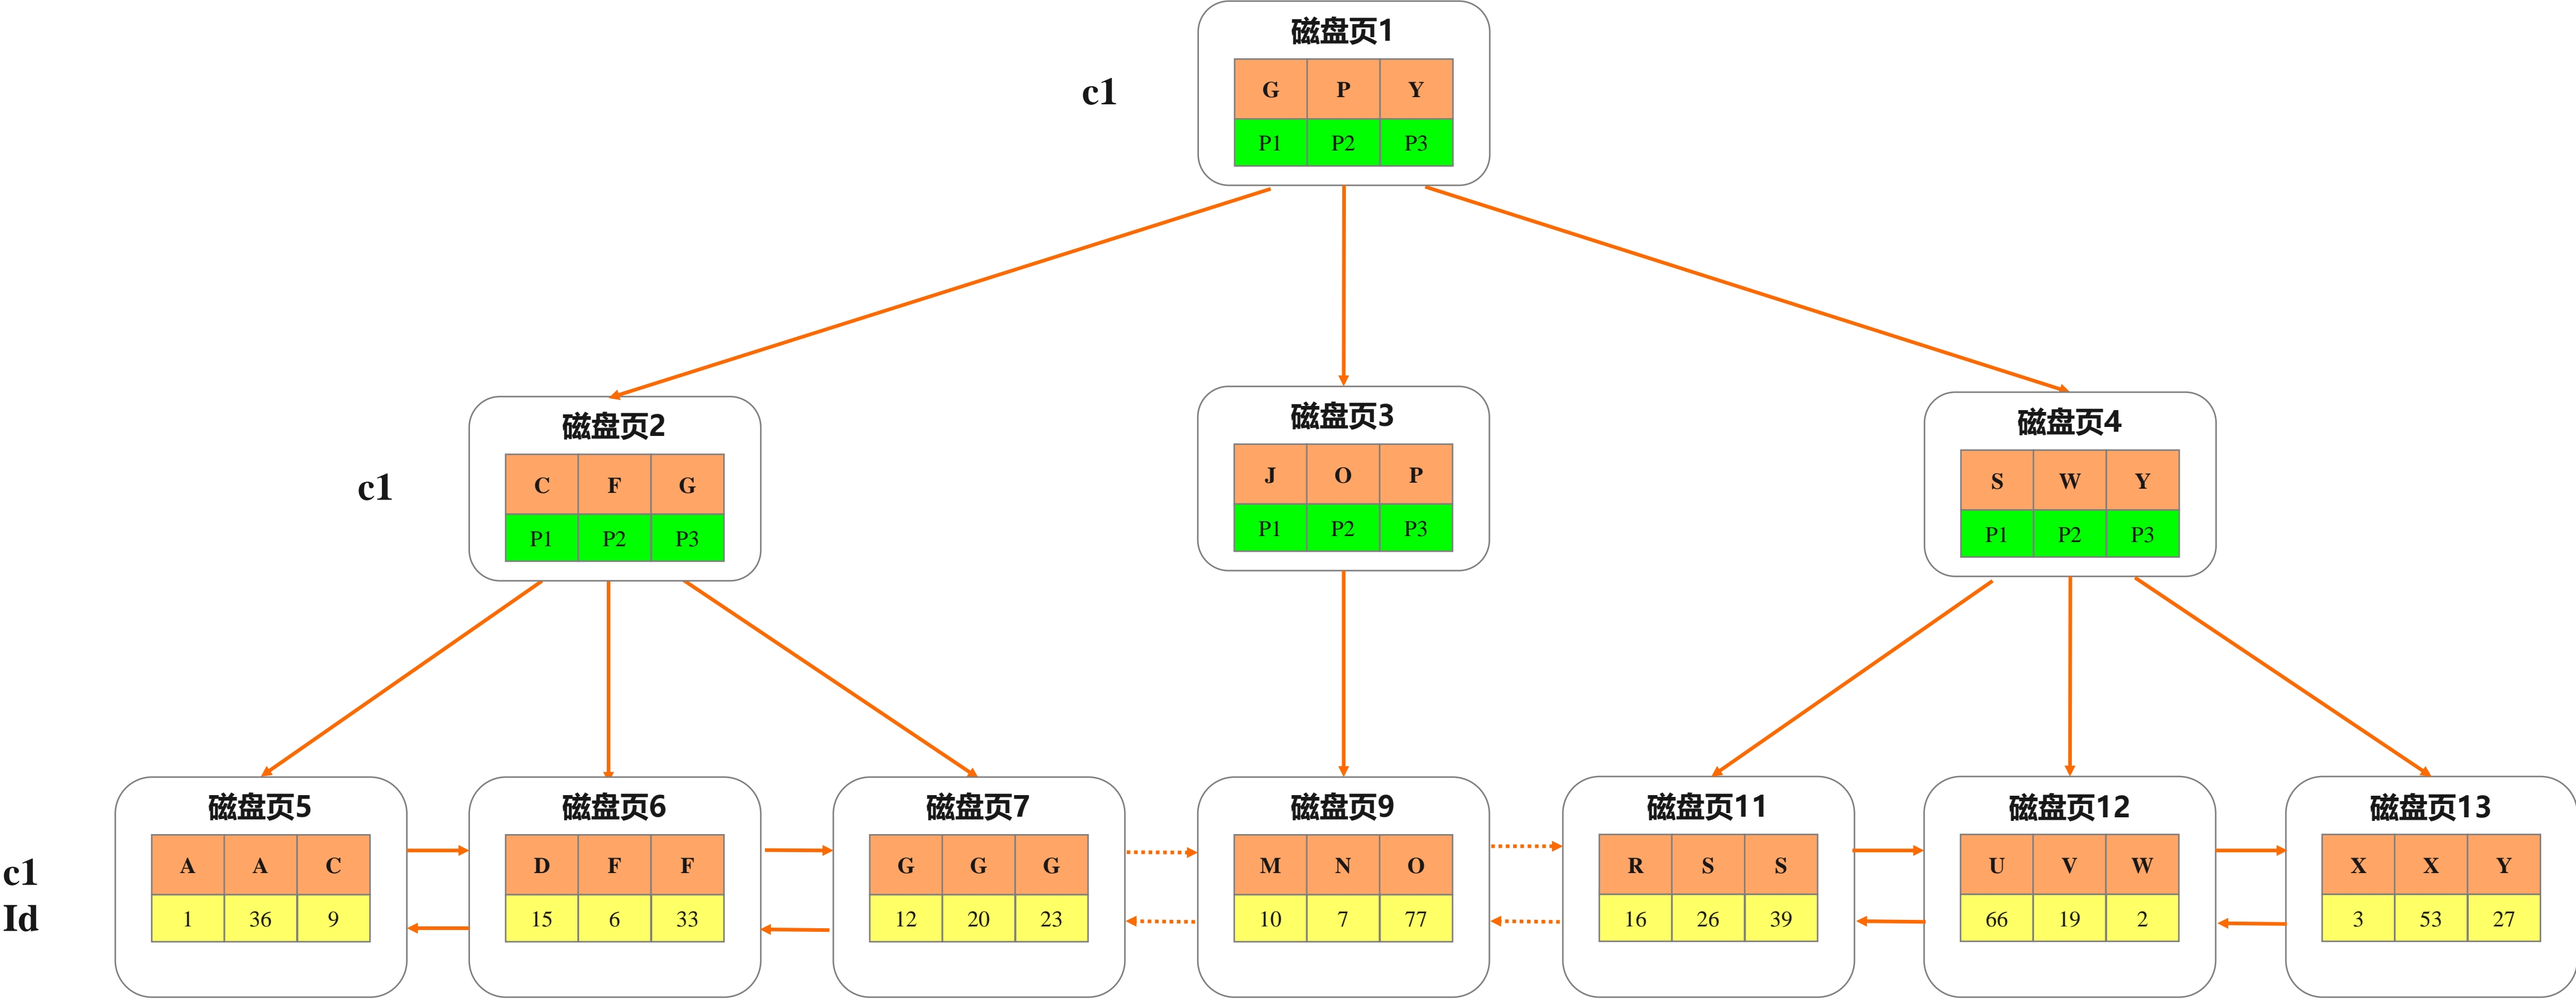 磁盘页1
c1
G P Y
P1 P2 P3
磁盘页2
c1
C F G
P1 P2 P3
磁盘页3
J O P
P1 P2 P3
磁盘页4
S W Y
P1 P2 P3
c1
Id
磁盘页5
A A C
1 36 9
磁盘页6
D F F
15 6 33
磁盘页7
G G G
12 20 23
磁盘页9
M N O
10 7 77
磁盘页11
R S S
16 26 39
磁盘页12
U V W
66 19 2
磁盘页13
X X Y
3 53 27